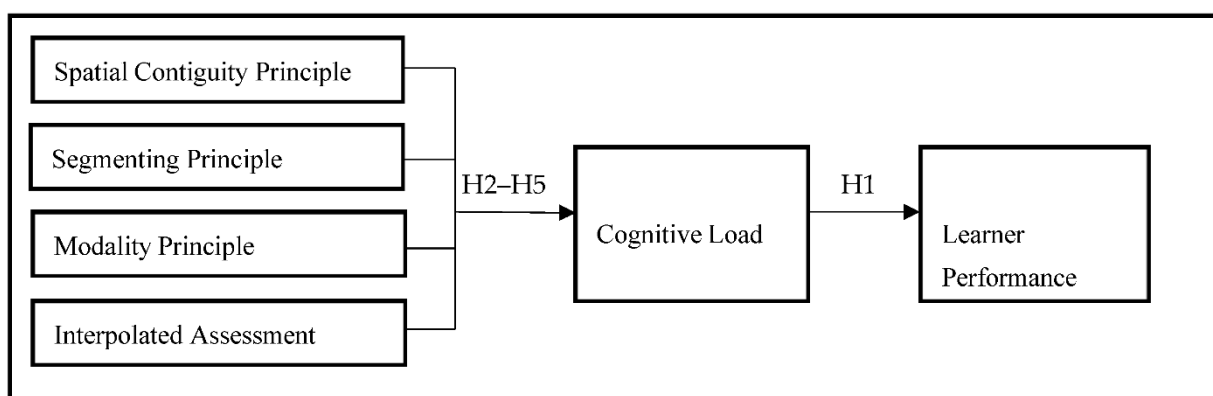 Spatial Contiguity Principle
Segmenting Principle
Modality Principle
Interpolated Assessment
H2–H5
Cognitive Load
H1
Learner
Performance